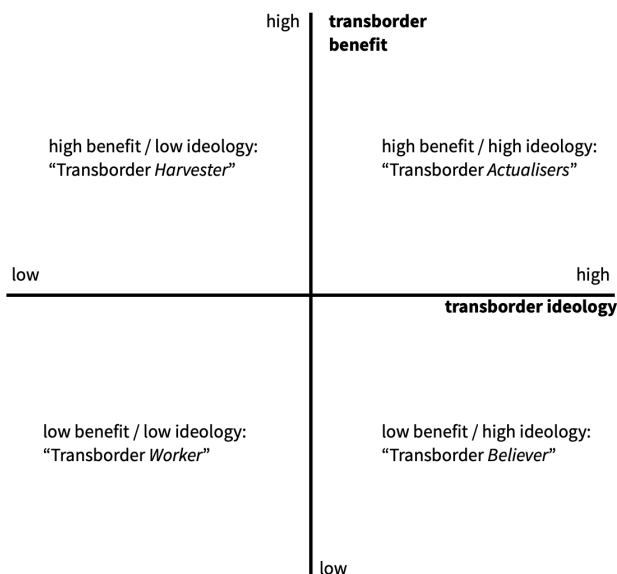 high
transborder
benefit
high benefit / low ideology:
“Transborder Harvester”
high benefit / high ideology:
“Transborder Actualisers”
low
high
transborder ideology
low benefit / low ideology:
“Transborder Worker”
low benefit / high ideology:
“Transborder Believer”
low